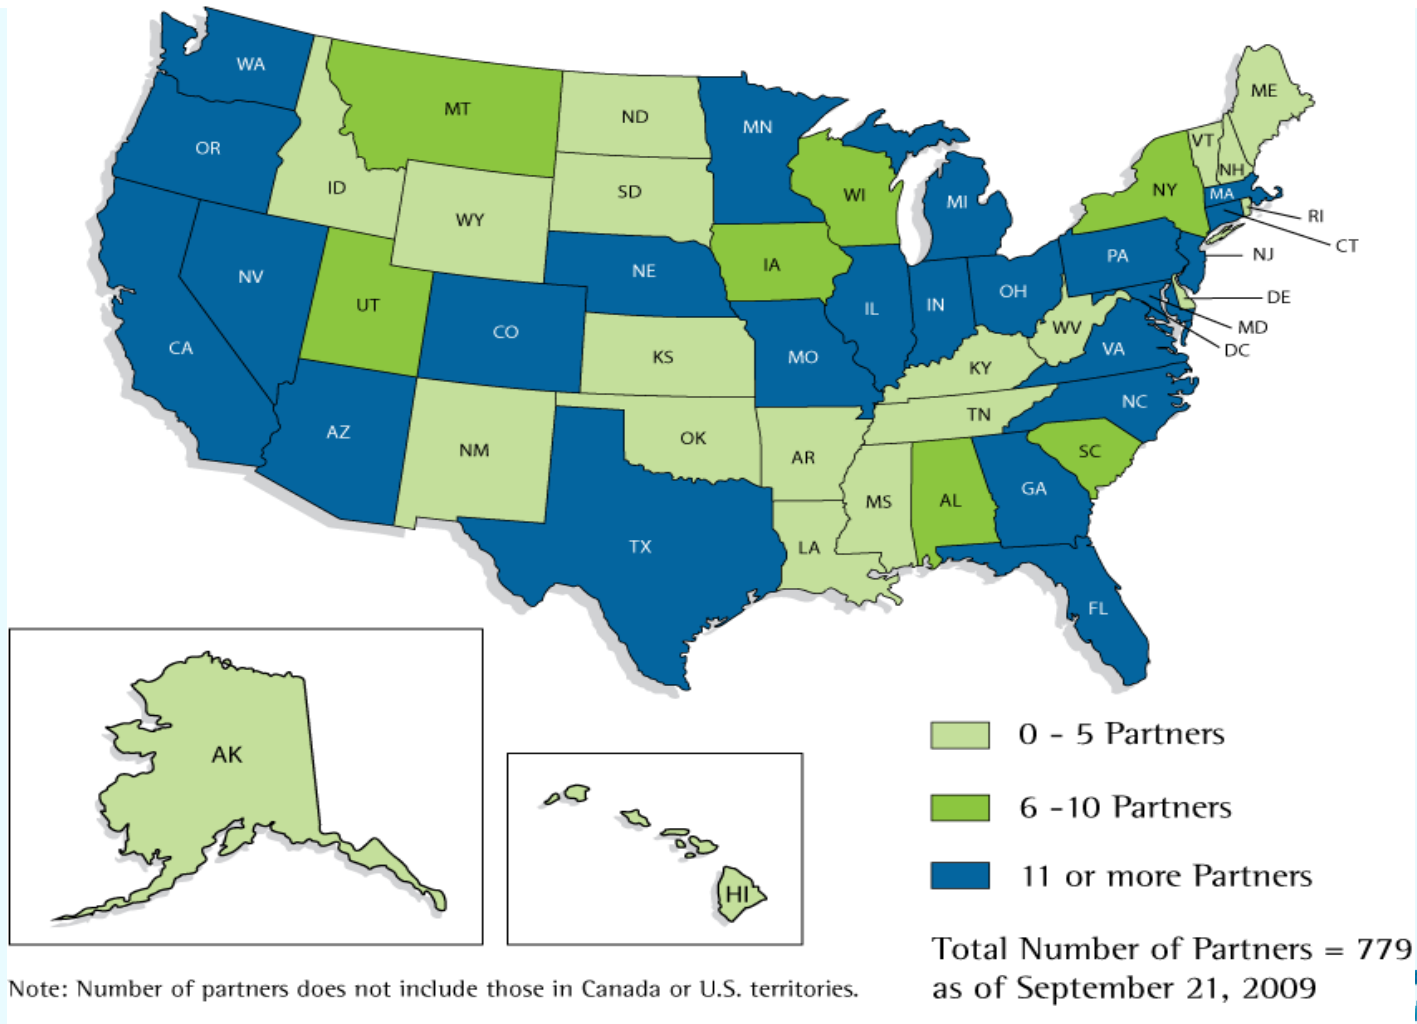 WA
MT
ND
MN
ME
VT
NH
OR
ID
SD
WI
MI
NY
MA
RI
WY
CT
NV
NE
IA
PA
NJ
UT
CO
IL
IN
OH
DE
WV
MD
CA
KS
MO
VA
DC
KY
AZ
NM
OK
AR
TN
NC
SC
MS
AL
GA
TX
LA
FL
AK
HI
0 - 5 Partners
6 -10 Partners
11 or more Partners
Total Number of Partners = 779
as of September 21, 2009
Note: Number of partners does not include those in Canada or U.S. territories.